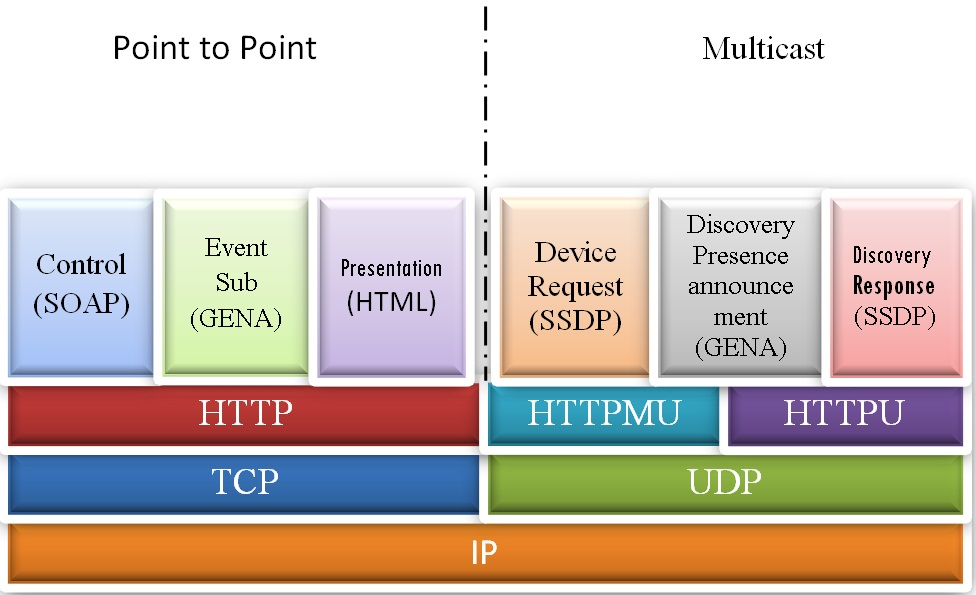 Point to Point
Multicast
Control
(SOAP)
Event
Sub
(GENA)
Presentation
(HTML)
Device
Request
(SSDP)
Discovery
Presence
announce
ment
(GENA)
Discovery
Response
(SSDP)
HTTP
HTTPMU
HTTPU
TCP
UDP
IP